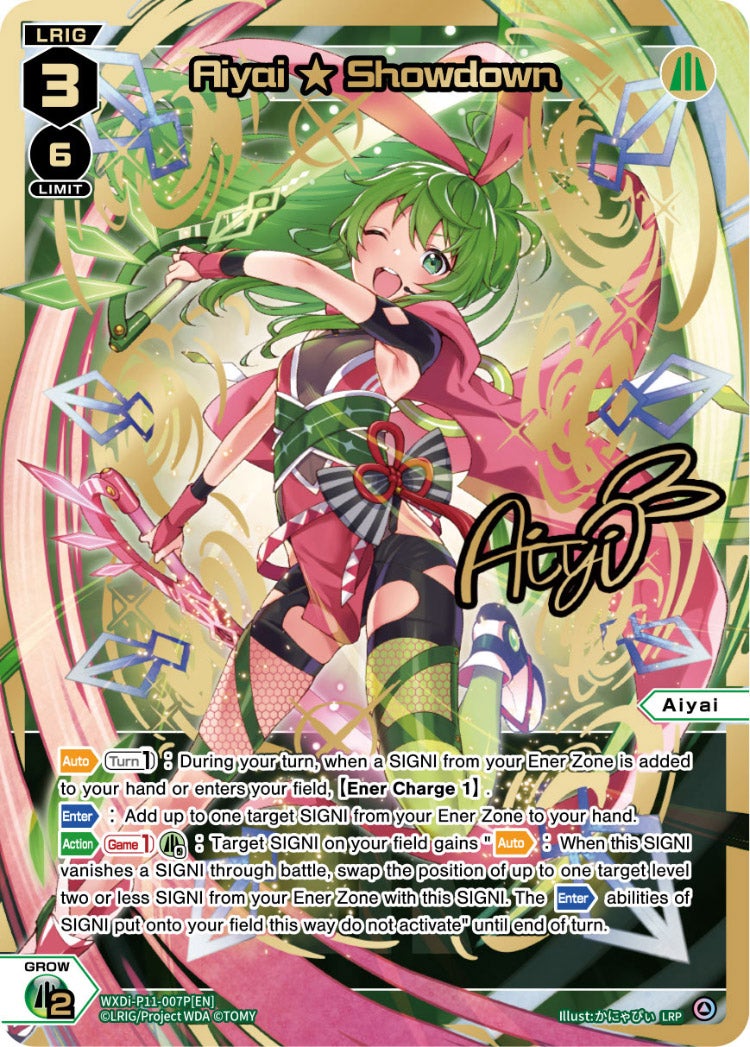 LRIG
3
Aiyai ★ Showdown
6
LIMIT
Aiyai
Auto Turn 1 : During your turn, when a SIGNI from your Ener Zone is added
to your hand or enters your field, 【Ener Charge 1】.
Enter : Add up to one target SIGNI from your Ener Zone to your hand.
Action Game 1 0 : Target SIGNI on your field gains " Auto : When this SIGNI
vanishes a SIGNI through battle, swap the position of up to one target level
two or less SIGNI from your Ener Zone with this SIGNI. The Enter abilities of
SIGNI put onto your field this way do not activate" until end of turn.
GROW
2
WXDi-P11-007P[EN]
©LRIG/Project WDA ©TOMY
Illust:かにゃぴぃ LRP